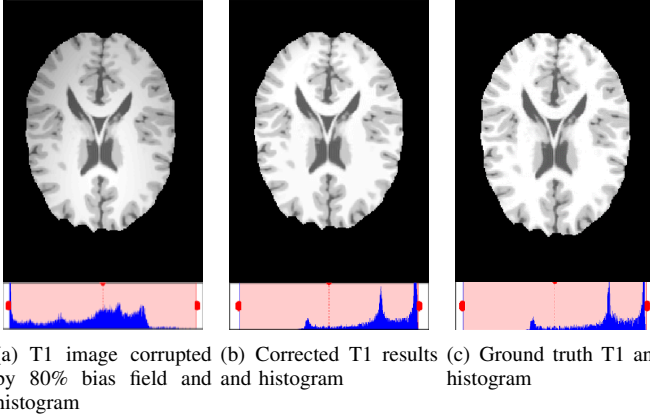 (a) T1 image corrupted
by 80% bias field and
histogram
(b) Corrected T1 results
and histogram
(c) Ground truth T1 an
histogram